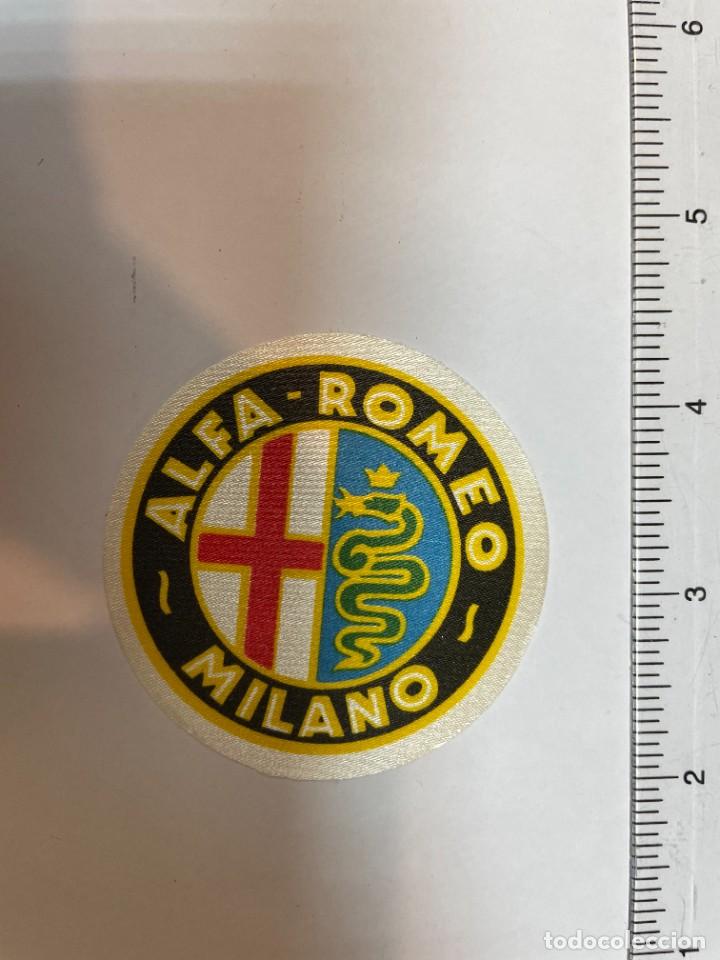 ALFA-ROMEO
~ MILANO ~
6
5
4
3
2
1
todocoleccion